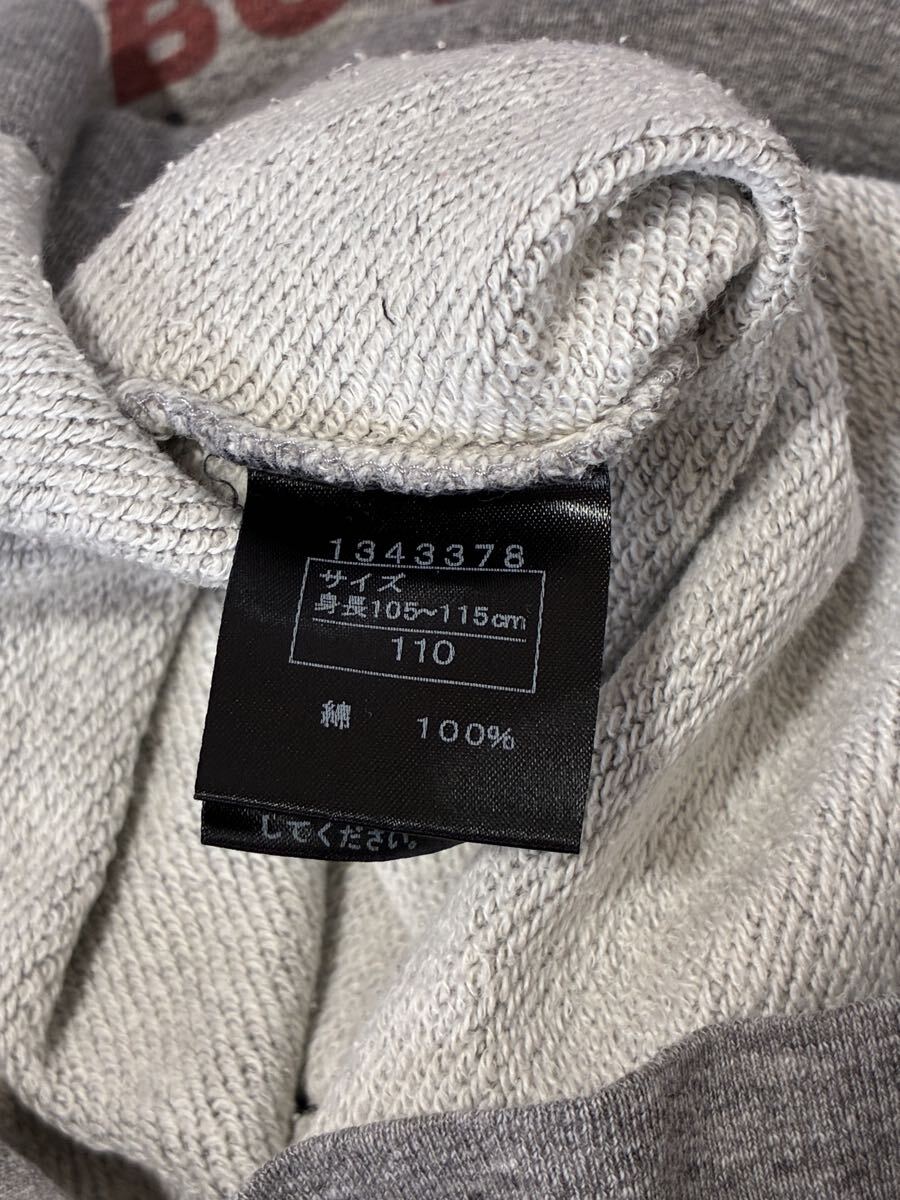 1343378
サイズ
身長105~115cm
110
綿 100%
してください。